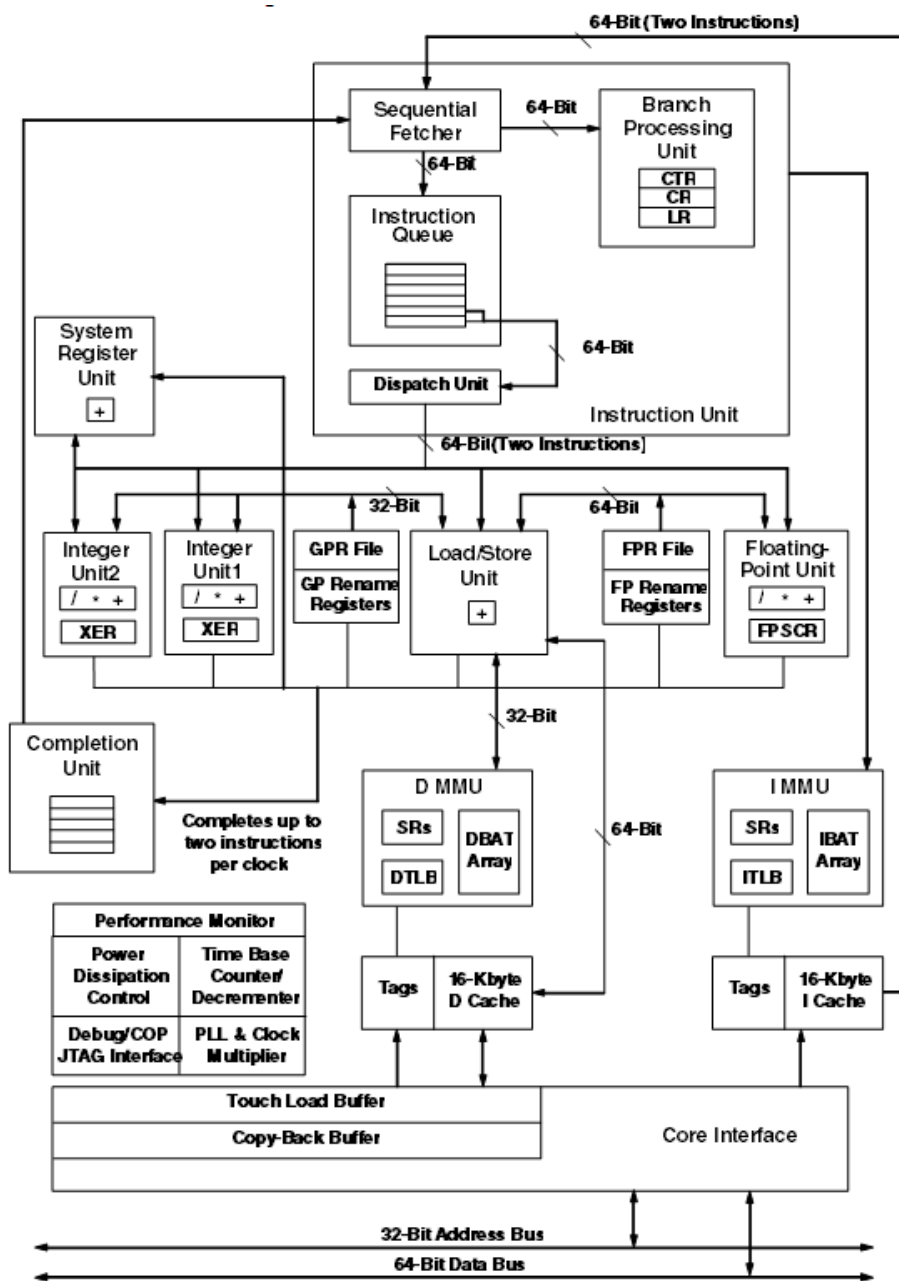 64-Bit (Two Instructions)
Sequential
Fetcher
64-Bit
Branch
Processing
Unit
CTR
CR
LR
64-Bit
Instruction
Queue
64-Bit
Dispatch Unit
Instruction Unit
64-Bit (Two Instructions)
System
Register
Unit
+
32-Bit
64-Bit
Integer
Unit2
/ * +
XER
Integer
Unit1
/ * +
XER
GPR File
GP Rename
Registers
Load/Store
Unit
+
FPR File
FP Rename
Registers
Floating-
Point Unit
/ * +
FPSCR
32-Bit
Completion
Unit
Completes up to
two instructions
per clock
D MMU
SRs
DTLB
DBAT
Array
64-Bit
I MMU
SRs
ITLB
IBAT
Array
Performance Monitor
Power
Dissipation
Control
Time Base
Counter/
Decrementer
Debug/COP
JTAG Interface
PLL & Clock
Multiplier
Tags
16-Kbyte
D Cache
Tags
16-Kbyte
I Cache
Touch Load Buffer
Copy-Back Buffer
Core Interface
32-Bit Address Bus
64-Bit Data Bus